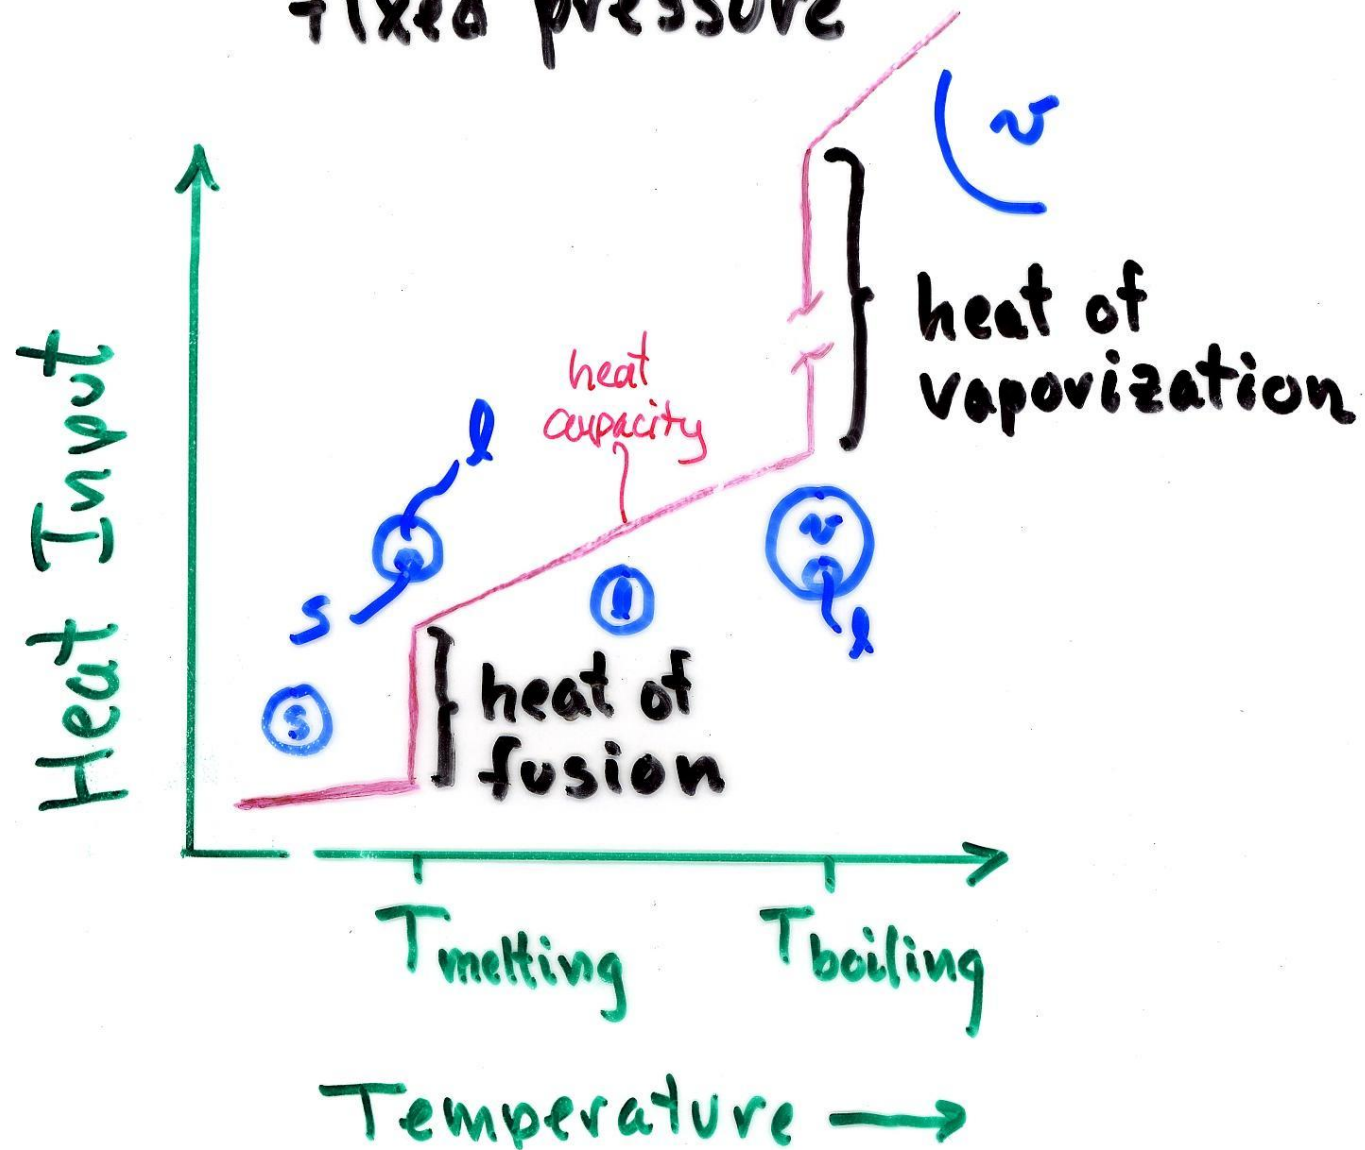 fixed pressure
v
heat of
vaporization
heat
capacity
l
s
v
l
l
s
heat of
fusion
Heat Input
Tmelting
Tboiling
Temperature →